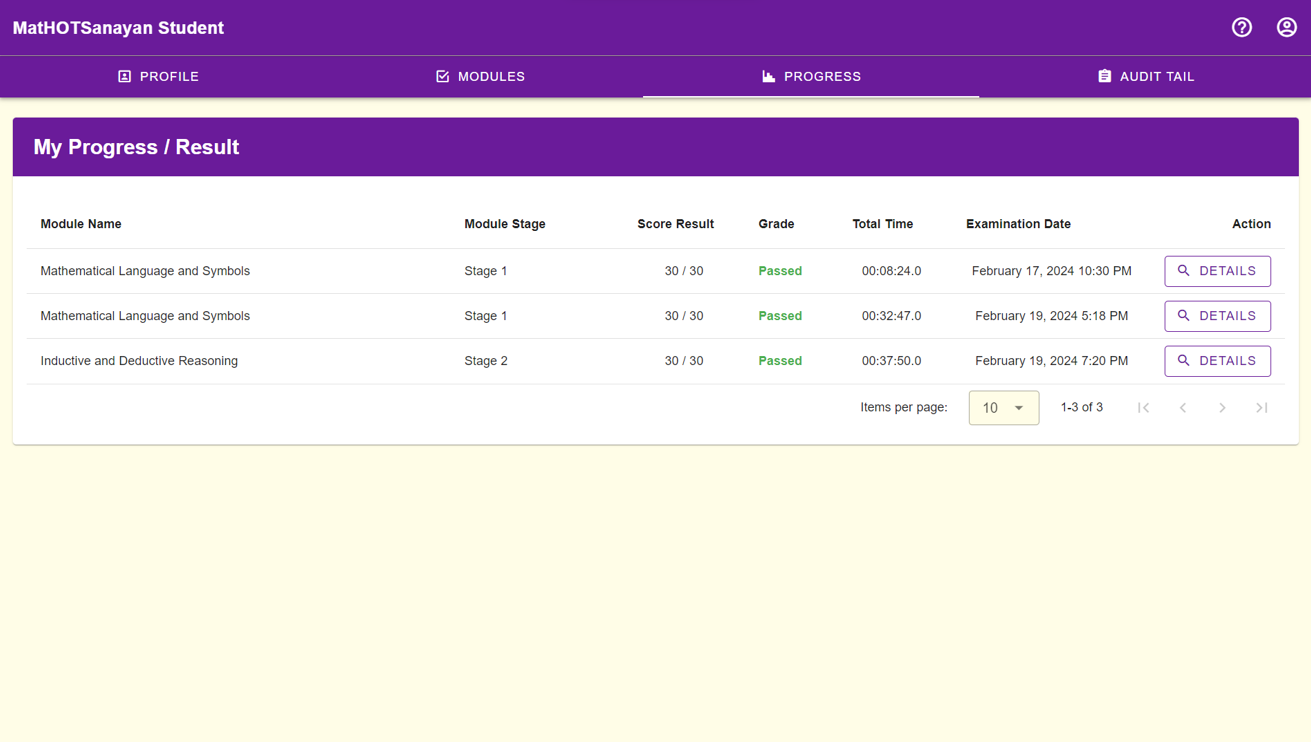 MatHOTSanayan Student
PROFILE MODULES PROGRESS AUDIT TAIL
My Progress / Result
Module Name Module Stage Score Result Grade Total Time Examination Date Action
Mathematical Language and Symbols Stage 1 30 / 30 Passed 00:08:24.0 February 17, 2024 10:30 PM DETAILS
Mathematical Language and Symbols Stage 1 30 / 30 Passed 00:32:47.0 February 19, 2024 5:18 PM DETAILS
Inductive and Deductive Reasoning Stage 2 30 / 30 Passed 00:37:50.0 February 19, 2024 7:20 PM DETAILS
Items per page: 10 1-3 of 3